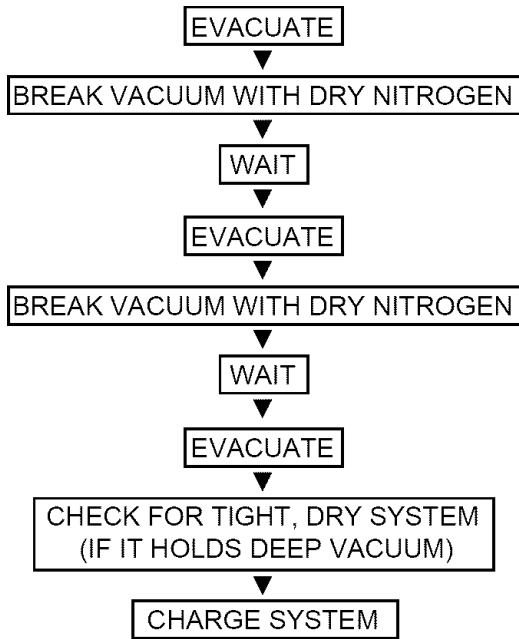 EVACUATE
BREAK VACUUM WITH DRY NITROGEN
WAIT
EVACUATE
BREAK VACUUM WITH DRY NITROGEN
WAIT
EVACUATE
CHECK FOR TIGHT, DRY SYSTEM
(IF IT HOLDS DEEP VACUUM)
CHARGE SYSTEM